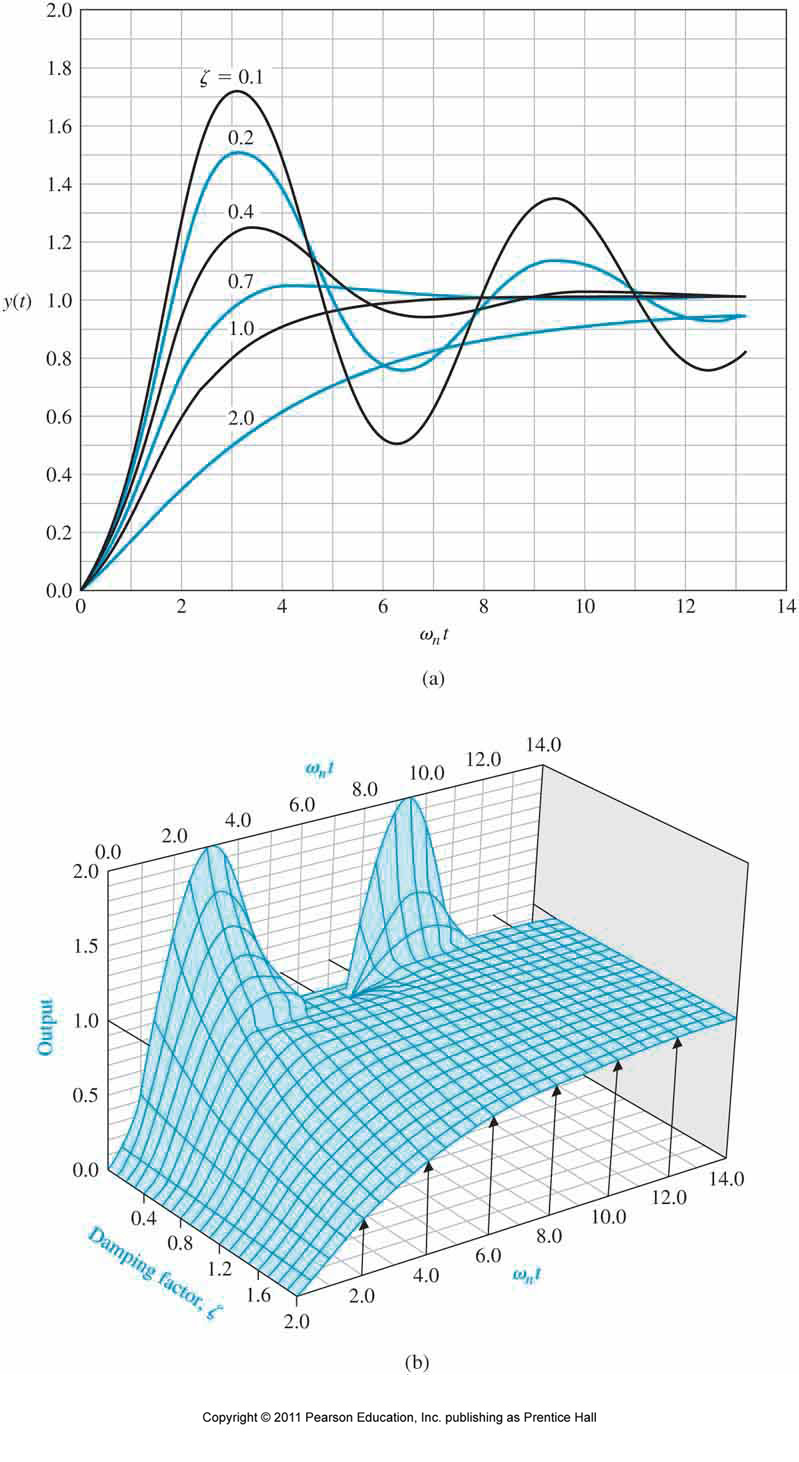 2.0
1.8
ζ = 0.1
1.6
0.2
1.4
0.4
1.2
0.7
y(t) 1.0
1.0
0.8
2.0
0.6
0.4
0.2
0.0
0 2 4 6 8 10 12 14
ωn t
(a)
ωn t
0.0 2.0 4.0 6.0 8.0 10.0 12.0 14.0
2.0
1.5
Output
1.0
0.5
0.0
0.4
0.8
1.2
1.6
2.0
Damping factor, ζ
2.0 4.0 6.0 8.0 10.0 12.0 14.0
ωn t
(b)
Copyright © 2011 Pearson Education, Inc. publishing as Prentice Hall